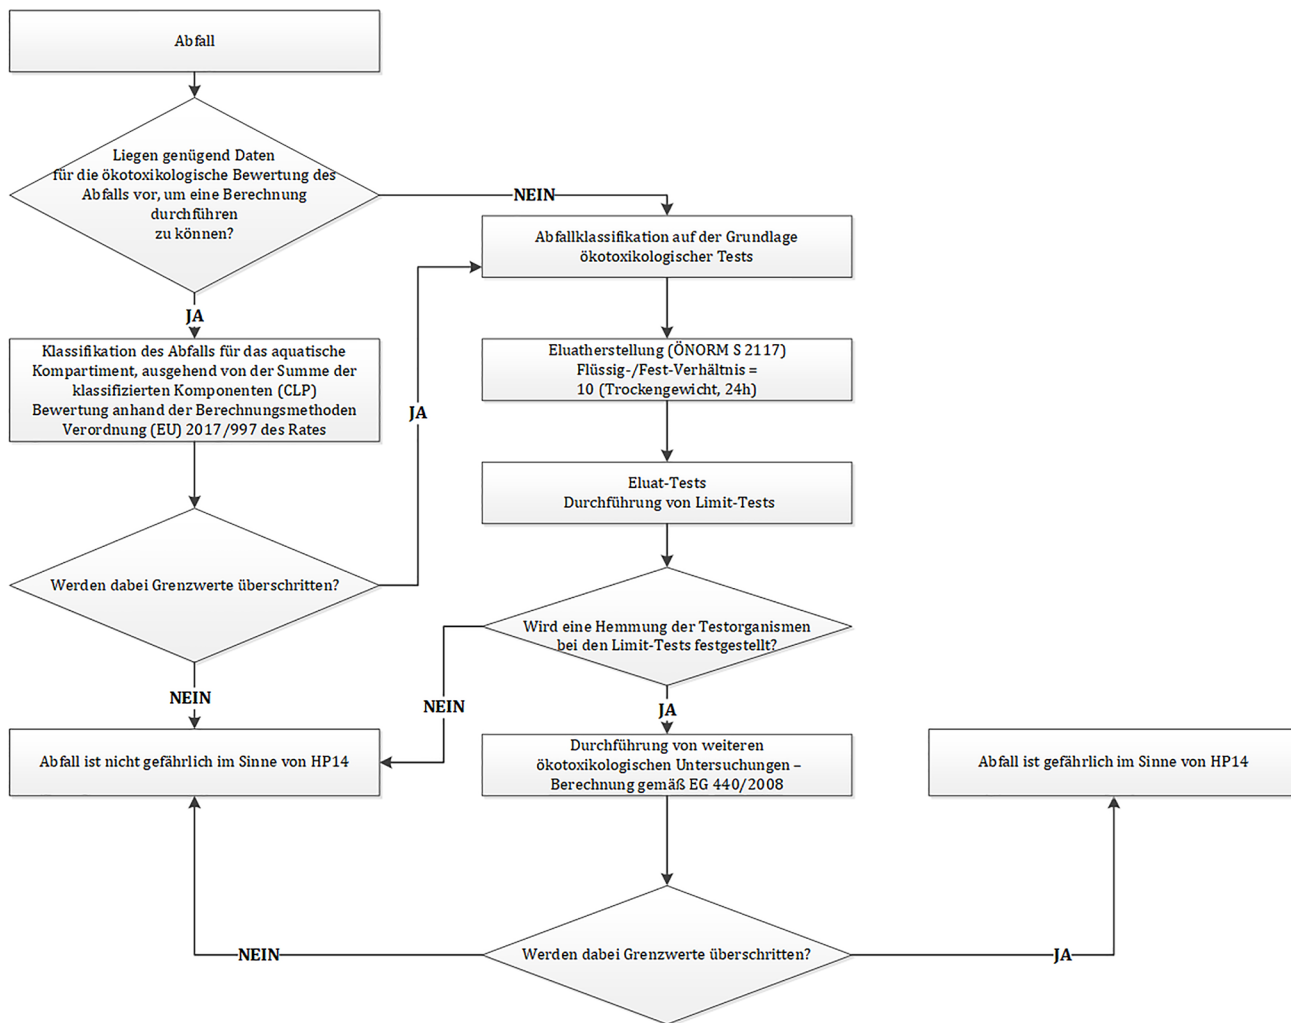 Abfall
Liegen genügend Daten
für die ökotoxikologische Bewertung des
Abfalls vor, um eine Berechnung
durchführen
zu können?
NEIN
Abfallklassifikation auf der Grundlage
ökotoxikologischer Tests
JA
Klassifikation des Abfalls für das aquatische
Kompartiment, ausgehend von der Summe der
klassifizierten Komponenten (CLP)
Bewertung anhand der Berechnungsmethoden
Verordnung (EU) 2017/997 des Rates
Eluatherstellung (ÖNORM S 2117)
Flüssig-/Fest-Verhältnis =
10 (Trockengewicht, 24h)
JA
Eluat-Tests
Durchführung von Limit-Tests
Werden dabei Grenzwerte überschritten?
Wird eine Hemmung der Testorganismen
bei den Limit-Tests festgestellt?
NEIN
NEIN
JA
Abfall ist nicht gefährlich im Sinne von HP14
Durchführung von weiteren
ökotoxikologischen Untersuchungen –
Berechnung gemäß EG 440/2008
Abfall ist gefährlich im Sinne von HP14
NEIN
Werden dabei Grenzwerte überschritten?
JA